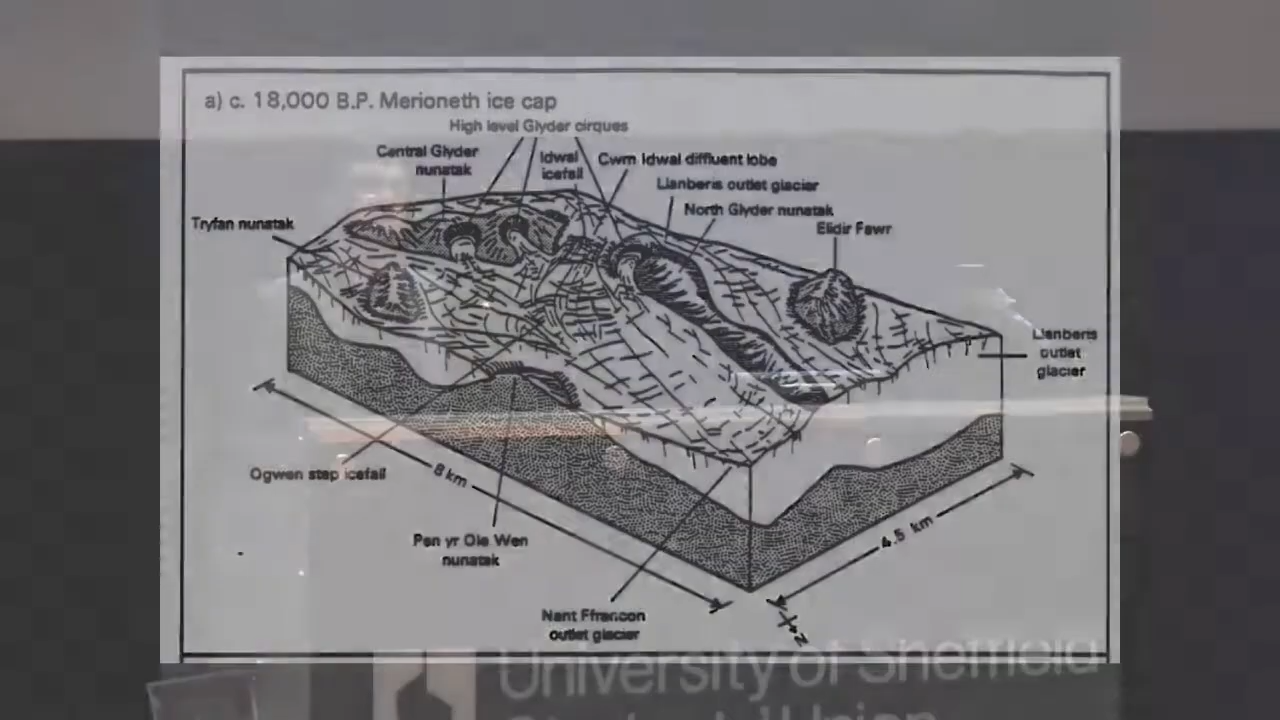 a) c. 18,000 B.P. Merioneth ice cap
High level Glyder cirques
Central Glyder
nunatak
Idwal
icefall
Cwm Idwal diffluent lobe
Llanberis outlet glacier
North Glyder nunatak
Tryfan nunatak
Elidir Fawr
Llanberis
outlet
glacier
Ogwen step icefall
8 km
4.5 km
Pen yr Ole Wen
nunatak
Nant Ffrancon
outlet glacier
N
University of Sheffield
Union